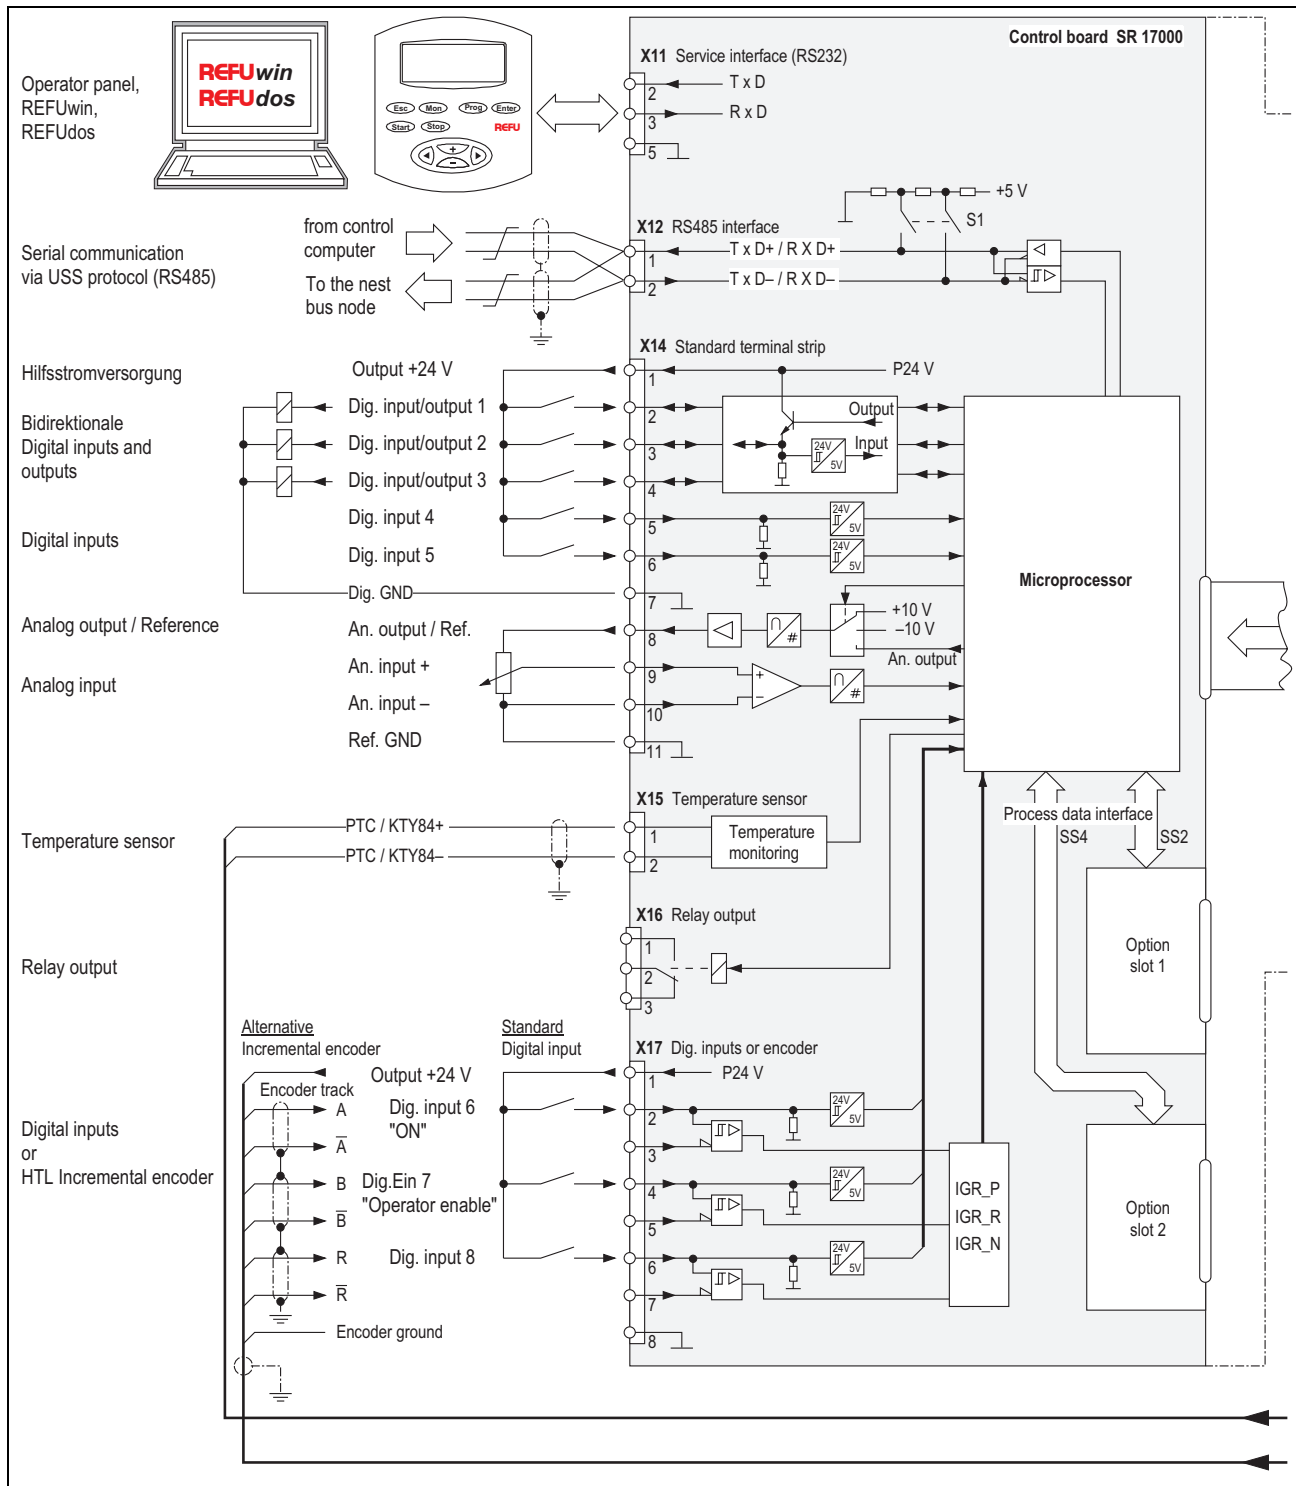 Control board SR 17000
Operator panel,
REFUwin,
REFUdos
REFUwin
REFUdos
Esc Mon Prog Enter
Start Stop REFU
+
–
X11 Service interface (RS232)
2 T x D
3 R x D
5
+5 V
S1
Serial communication
via USS protocol (RS485)
from control
computer
To the nest
bus node
X12 RS485 interface
1 T x D+ / R X D+
2 T x D– / R X D–
X14 Standard terminal strip
Hilfsstromversorgung
Output +24 V 1 P24 V
Bidirektionale
Digital inputs and
outputs
Dig. input/output 1 2
Dig. input/output 2 3
Dig. input/output 3 4
Output
Input
24V
5V
Digital inputs
Dig. input 4 5 24V
5V
Dig. input 5 6 24V
5V
Dig. GND 7
Microprocessor
Analog output / Reference
An. output / Ref. 8
∩
#
+10 V
–10 V
An. output
Analog input
An. input + 9
An. input – 10
+
–
∩
#
Ref. GND 11
X15 Temperature sensor
Temperature sensor
PTC / KTY84+ 1
PTC / KTY84– 2
Temperature
monitoring
Process data interface
SS4 SS2
X16 Relay output
Relay output
1
2
3
Option
slot 1
Alternative
Incremental encoder
Standard
Digital input
X17 Dig. inputs or encoder
Output +24 V 1 P24 V
Encoder track
Digital inputs
or
HTL Incremental encoder
A Dig. input 6
"ON"
2 24V
5V
A̅ 3
B Dig.Ein 7
"Operator enable"
4 24V
5V
B̅ 5
R Dig. input 8 6 24V
5V
R̅ 7
Encoder ground 8
IGR_P
IGR_R
IGR_N
Option
slot 2